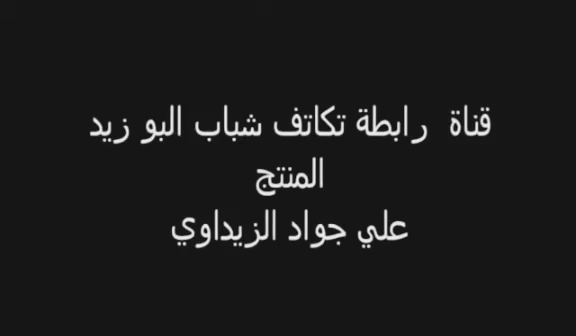 قناة رابطة تكاتف شباب البو زيد
المنتج
علي جواد الزيداوي